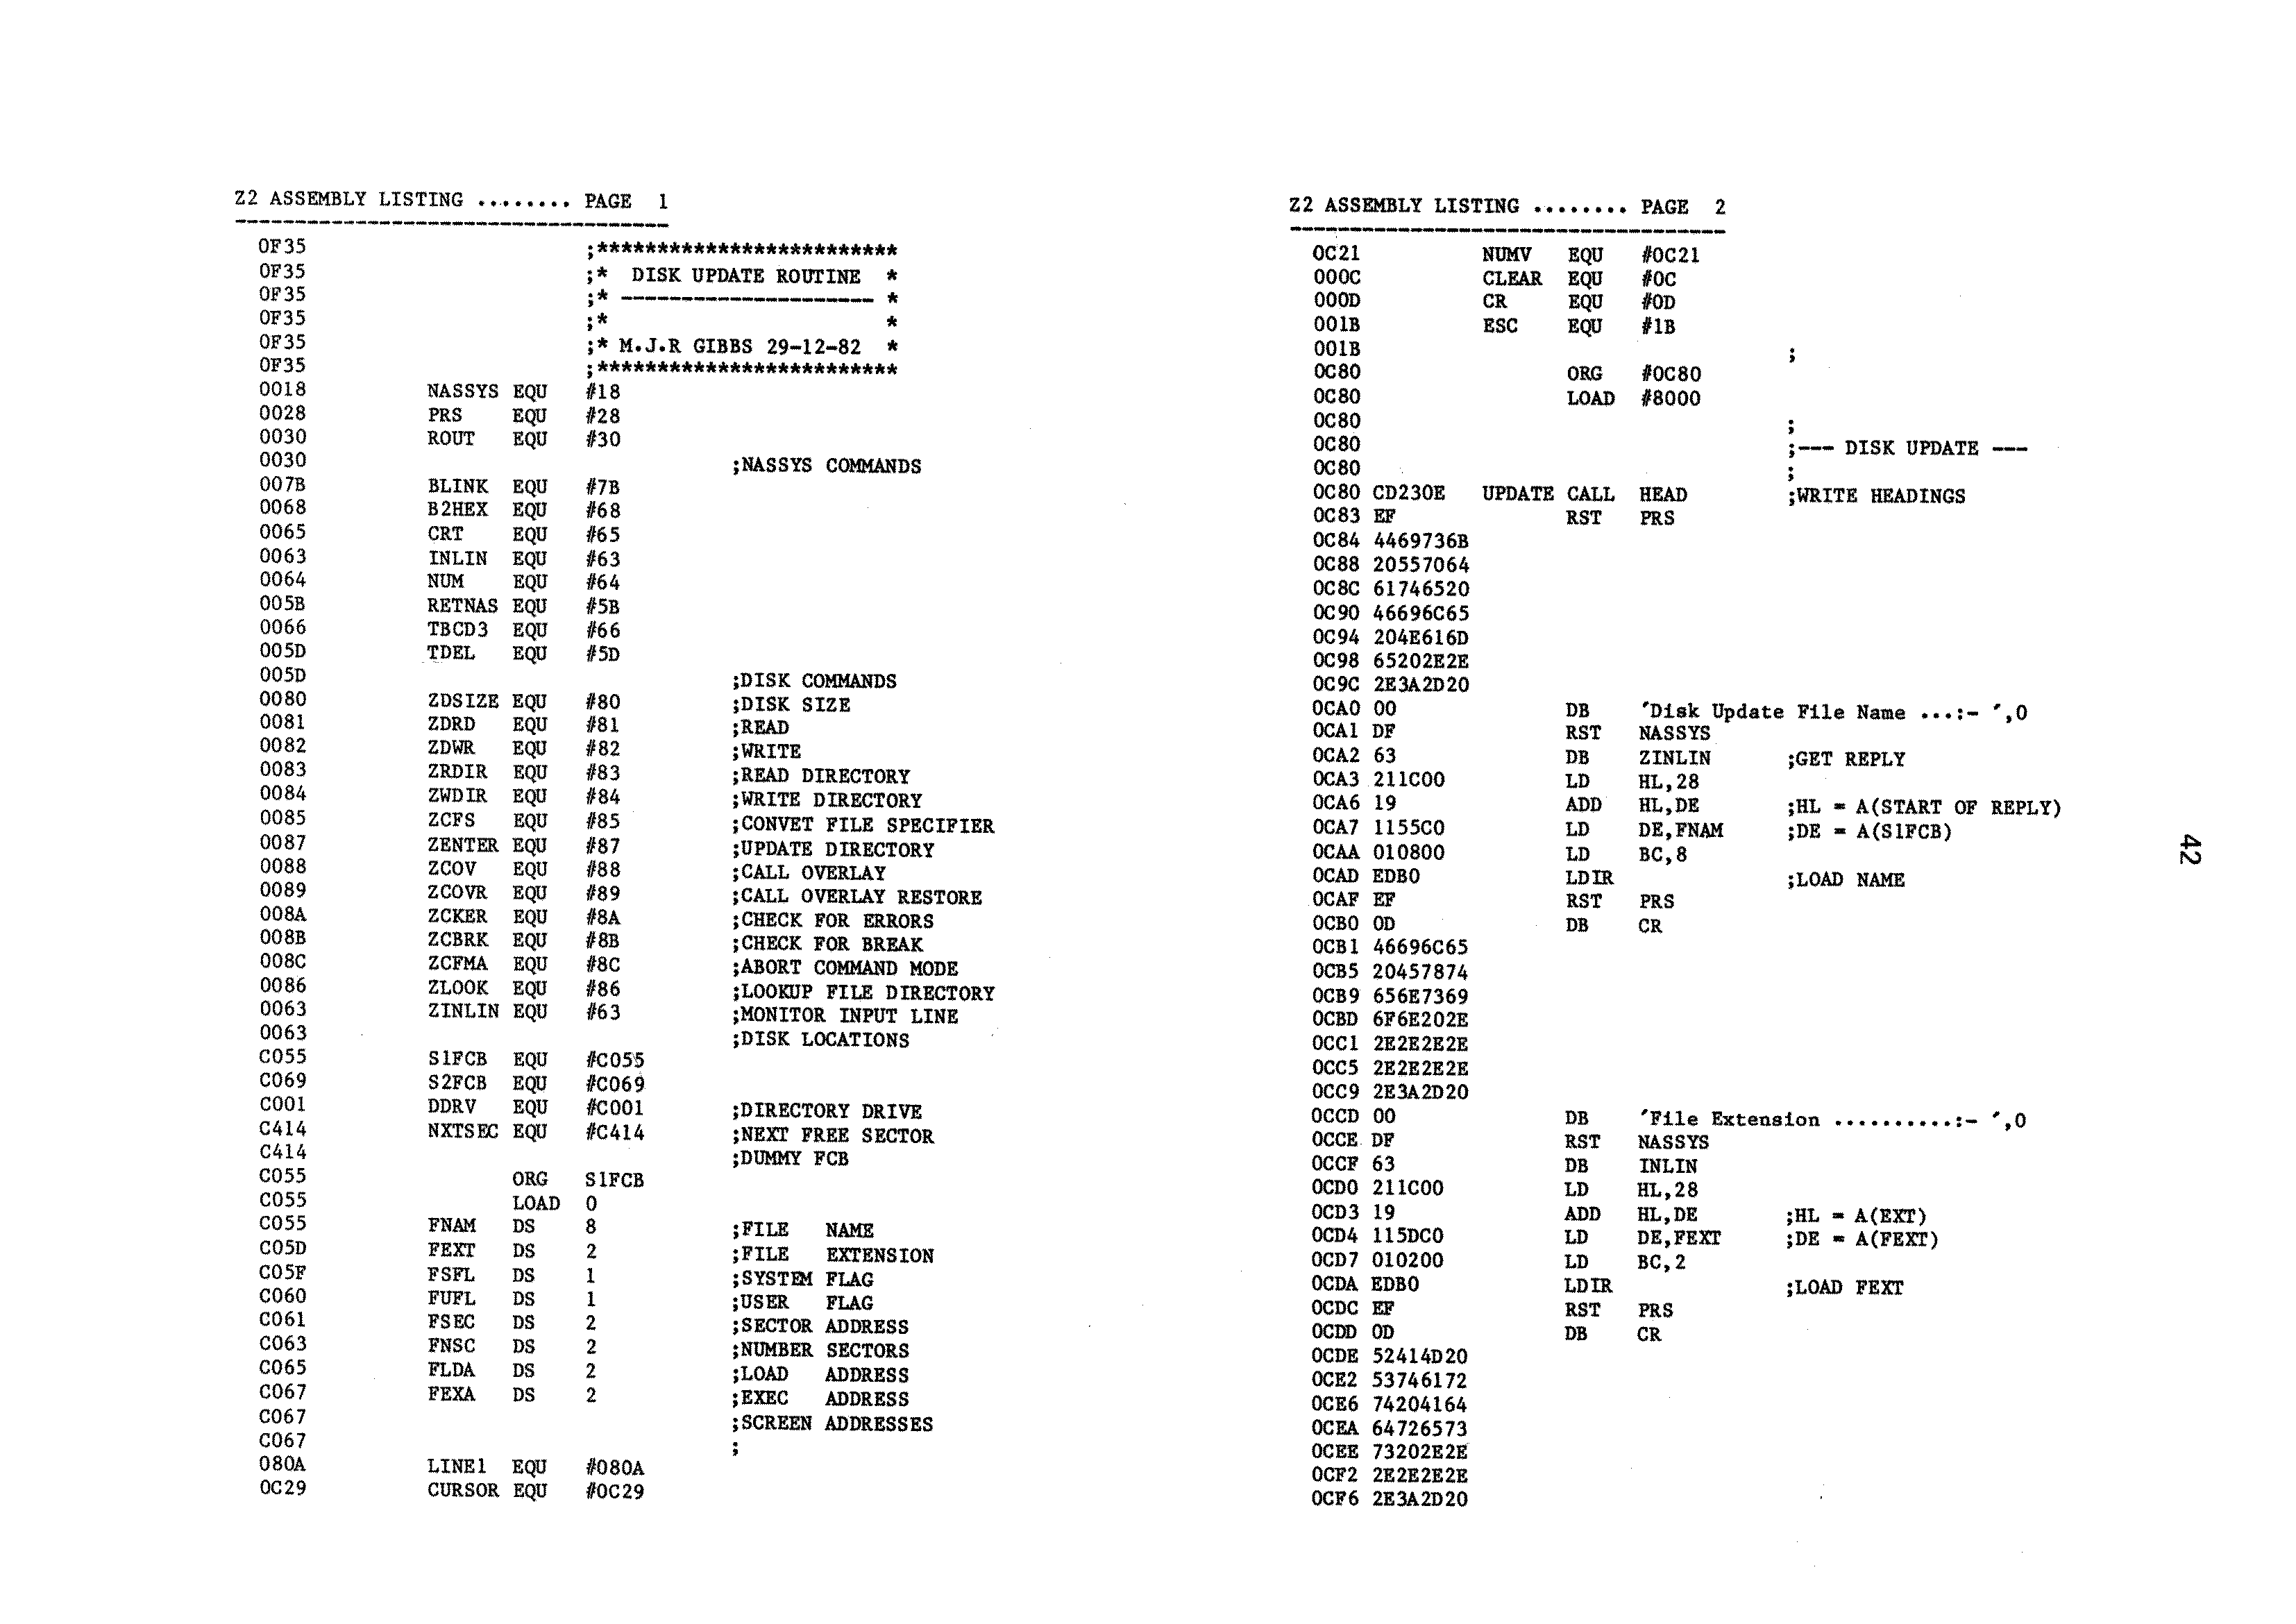 Z2 ASSEMBLY LISTING ........ PAGE  1
------------------------------------
0F35                        ;*************************
0F35                        ;*  DISK UPDATE ROUTINE  *
0F35                        ;* --------------------- *
0F35                        ;*                       *
0F35                        ;* M.J.R GIBBS 29-12-82  *
0F35                        ;*************************
0018          NASSYS EQU   #18
0028          PRS    EQU   #28
0030          ROUT   EQU   #30
0030                                    ;NASSYS COMMANDS
007B          BLINK  EQU   #7B
0068          B2HEX  EQU   #68
0065          CRT    EQU   #65
0063          INLIN  EQU   #63
0064          NUM    EQU   #64
005B          RETNAS EQU   #5B
0066          TBCD3  EQU   #66
005D          TDEL   EQU   #5D
005D                                    ;DISK COMMANDS
0080          ZDSIZE EQU   #80          ;DISK SIZE
0081          ZDRD   EQU   #81          ;READ
0082          ZDWR   EQU   #82          ;WRITE
0083          ZRDIR  EQU   #83          ;READ DIRECTORY
0084          ZWDIR  EQU   #84          ;WRITE DIRECTORY
0085          ZCFS   EQU   #85          ;CONVET FILE SPECIFIER
0087          ZENTER EQU   #87          ;UPDATE DIRECTORY
0088          ZCOV   EQU   #88          ;CALL OVERLAY
0089          ZCOVR  EQU   #89          ;CALL OVERLAY RESTORE
008A          ZCKER  EQU   #8A          ;CHECK FOR ERRORS
008B          ZCBRK  EQU   #8B          ;CHECK FOR BREAK
008C          ZCFMA  EQU   #8C          ;ABORT COMMAND MODE
0086          ZLOOK  EQU   #86          ;LOOKUP FILE DIRECTORY
0063          ZINLIN EQU   #63          ;MONITOR INPUT LINE
0063                                    ;DISK LOCATIONS
C055          S1FCB  EQU   #C055
C069          S2FCB  EQU   #C069
C001          DDRV   EQU   #C001        ;DIRECTORY DRIVE
C414          NXTSEC EQU   #C414        ;NEXT FREE SECTOR
C414                                    ;DUMMY FCB
C055                 ORG   S1FCB
C055                 LOAD  0
C055          FNAM   DS    8            ;FILE   NAME
C05D          FEXT   DS    2            ;FILE   EXTENSION
C05F          FSFL   DS    1            ;SYSTEM FLAG
C060          FUFL   DS    1            ;USER   FLAG
C061          FSEC   DS    2            ;SECTOR ADDRESS
C063          FNSC   DS    2            ;NUMBER SECTORS
C065          FLDA   DS    2            ;LOAD   ADDRESS
C067          FEXA   DS    2            ;EXEC   ADDRESS
C067                                    ;SCREEN ADDRESSES
C067                                    ;
080A          LINE1  EQU   #080A
0C29          CURSOR EQU   #0C29
Z2 ASSEMBLY LISTING ........ PAGE  2
------------------------------------
0C21          NUMV   EQU   #0C21
000C          CLEAR  EQU   #0C
000D          CR     EQU   #0D
001B          ESC    EQU   #1B
001B                                    ;
0C80                 ORG   #0C80
0C80                 LOAD  #8000
0C80                                    ;
0C80                                    ;--- DISK UPDATE ---
0C80                                    ;
0C80 CD230E   UPDATE CALL  HEAD         ;WRITE HEADINGS
0C83 EF              RST   PRS
0C84 4469736B
0C88 20557064
0C8C 61746520
0C90 46696C65
0C94 204E616D
0C98 65202E2E
0C9C 2E3A2D20
0CA0 00              DB    'Disk Update File Name ...:- ',0
0CA1 DF              RST   NASSYS
0CA2 63              DB    ZINLIN       ;GET REPLY
0CA3 211C00          LD    HL,28
0CA6 19              ADD   HL,DE        ;HL = A(START OF REPLY)
0CA7 1155C0          LD    DE,FNAM      ;DE = A(S1FCB)
0CAA 010800          LD    BC,8
0CAD EDB0            LDIR               ;LOAD NAME
0CAF EF              RST   PRS
0CB0 0D              DB    CR
0CB1 46696C65
0CB5 20457874
0CB9 656E7369
0CBD 6F6E202E
0CC1 2E2E2E2E
0CC5 2E2E2E2E
0CC9 2E3A2D20
0CCD 00              DB    'File Extension ..........:- ',0
0CCE DF              RST   NASSYS
0CCF 63              DB    INLIN
0CD0 211C00          LD    HL,28
0CD3 19              ADD   HL,DE        ;HL = A(EXT)
0CD4 115DC0          LD    DE,FEXT      ;DE = A(FEXT)
0CD7 010200          LD    BC,2
0CDA EDB0            LDIR               ;LOAD FEXT
0CDC EF              RST   PRS
0CDD 0D              DB    CR
0CDE 52414D20
0CE2 53746172
0CE6 74204164
0CEA 64726573
0CEE 73202E2E
0CF2 2E2E2E2E
0CF6 2E3A2D20
42